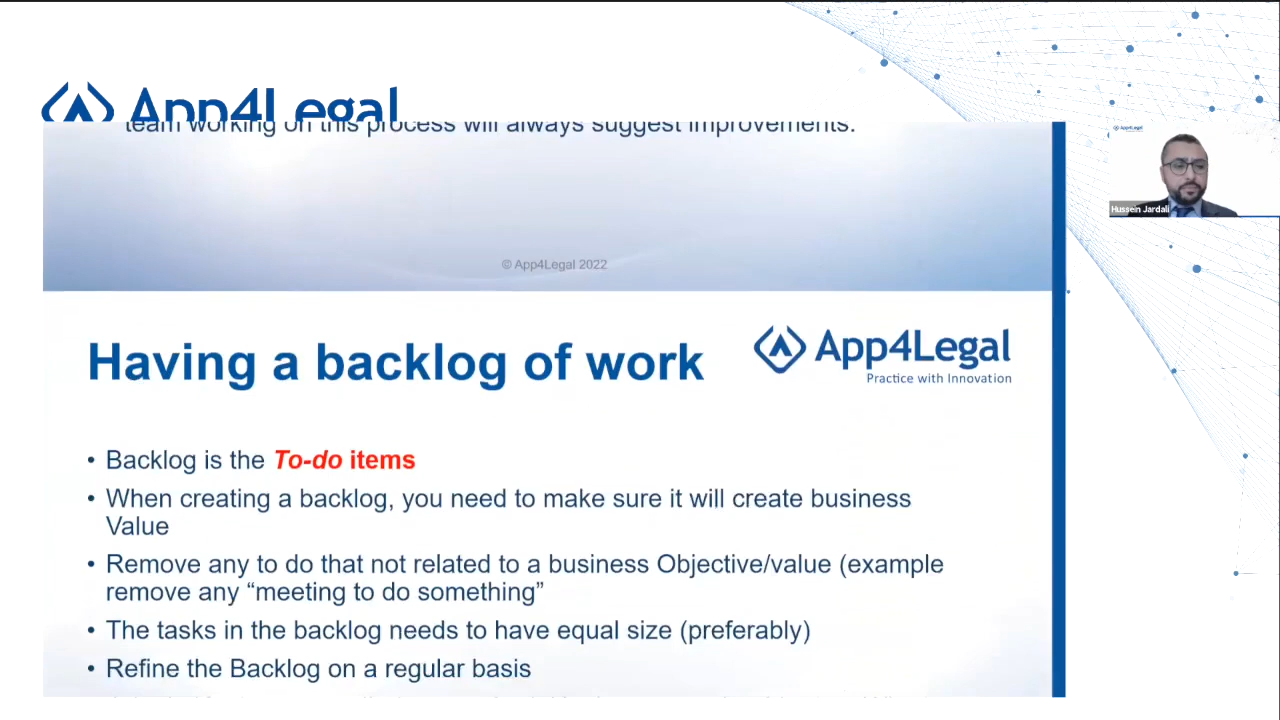 App4Legal
team working on this process will always suggest improvements.
© App4Legal 2022
App4Legal
Hussein Jardali
Having a backlog of work
App4Legal
Practice with Innovation
• Backlog is the To-do items
• When creating a backlog, you need to make sure it will create business
Value
• Remove any to do that not related to a business Objective/value (example
remove any “meeting to do something”
• The tasks in the backlog needs to have equal size (preferably)
• Refine the Backlog on a regular basis